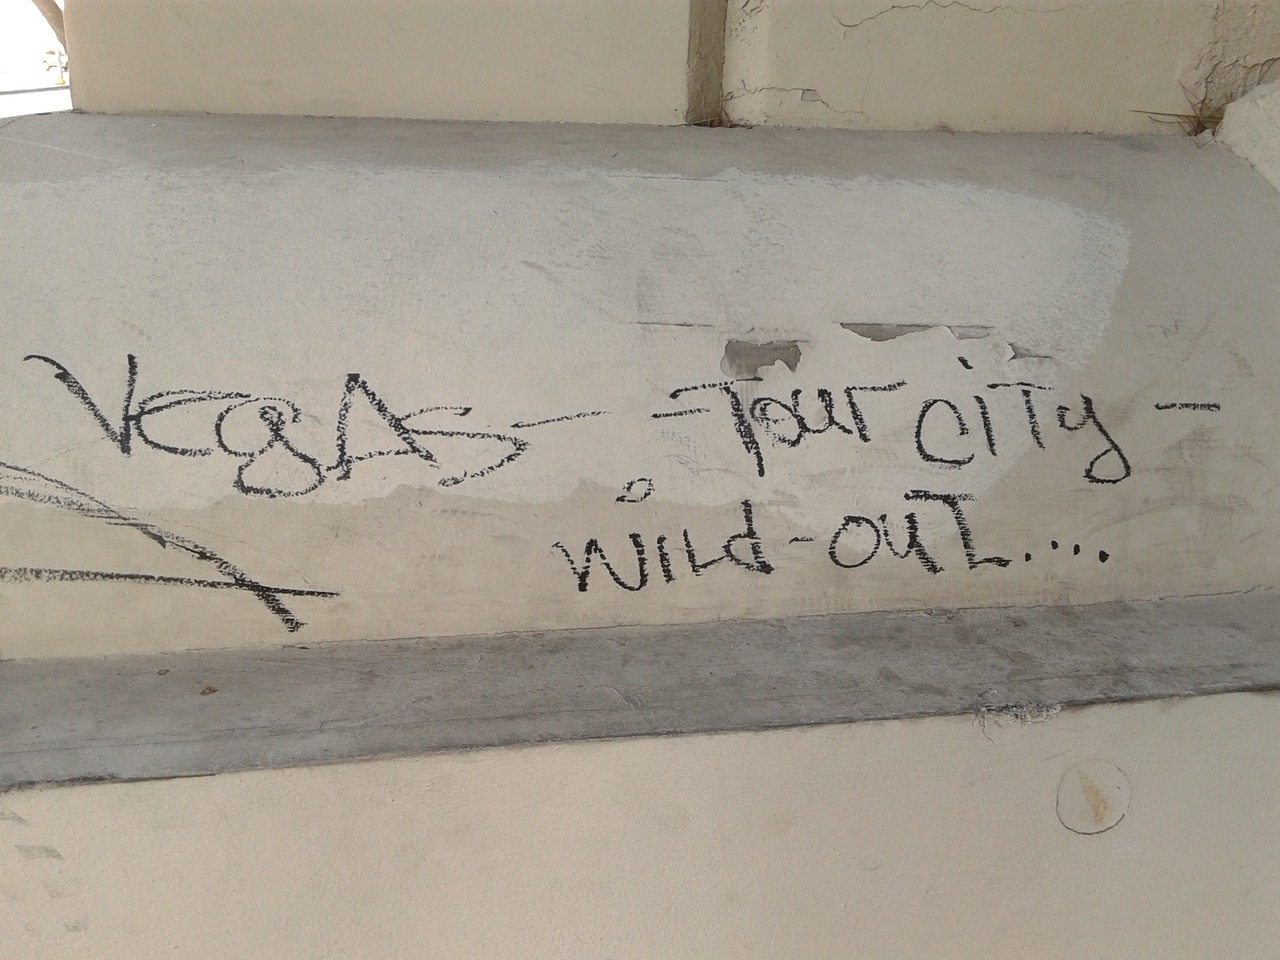 VEgAs - - Tour ciTy -
WiLd - ouT....